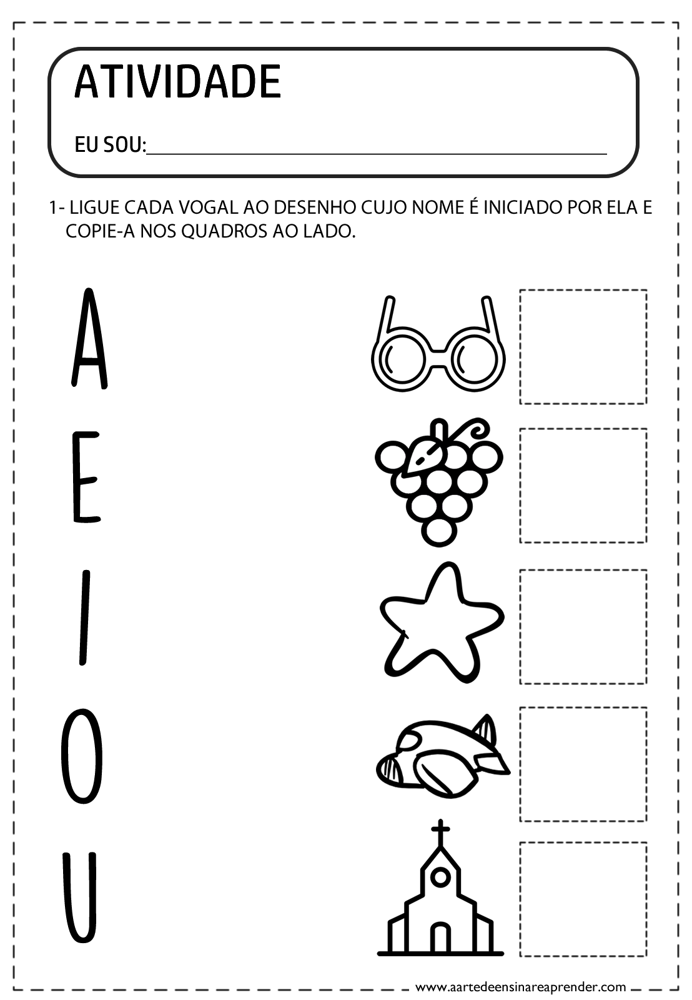 ATIVIDADE
EU SOU:
1- LIGUE CADA VOGAL AO DESENHO CUJO NOME É INICIADO POR ELA E
COPIE-A NOS QUADROS AO LADO.
A
E
I
O
U
www.aartedeensinareaprender.com